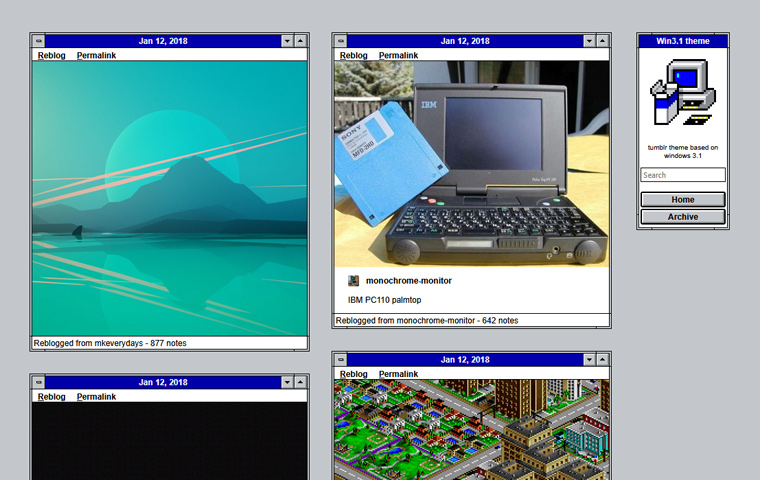 Jan 12, 2018
Reblog Permalink
Reblogged from mkeverydays - 877 notes
Jan 12, 2018
Reblog Permalink
Jan 12, 2018
Reblog Permalink
SONY
MFD-2HD
IBM
monochrome-monitor
IBM PC110 palmtop
Reblogged from monochrome-monitor - 642 notes
Jan 12, 2018
Reblog Permalink
Win3.1 theme
tumblr theme based on
windows 3.1
Search
Home
Archive